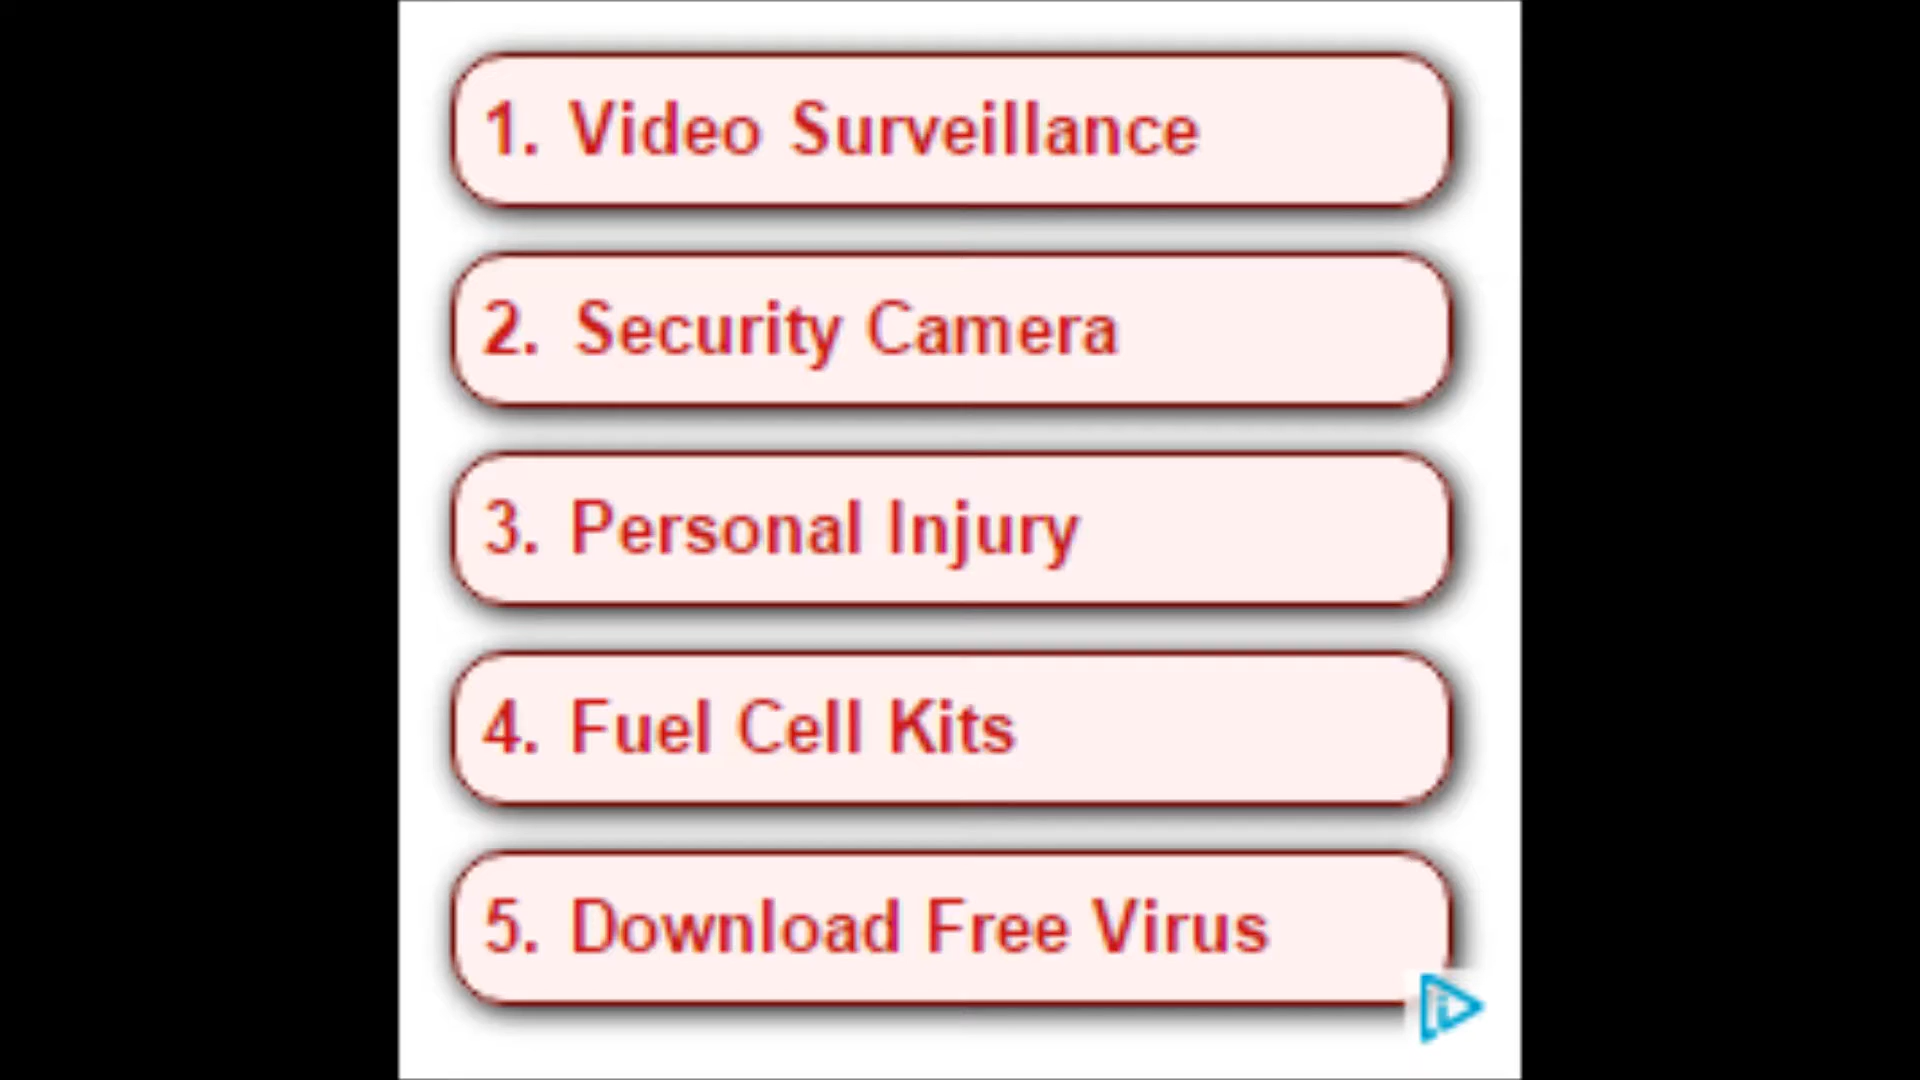 1. Video Surveillance
2. Security Camera
3. Personal Injury
4. Fuel Cell Kits
5. Download Free Virus